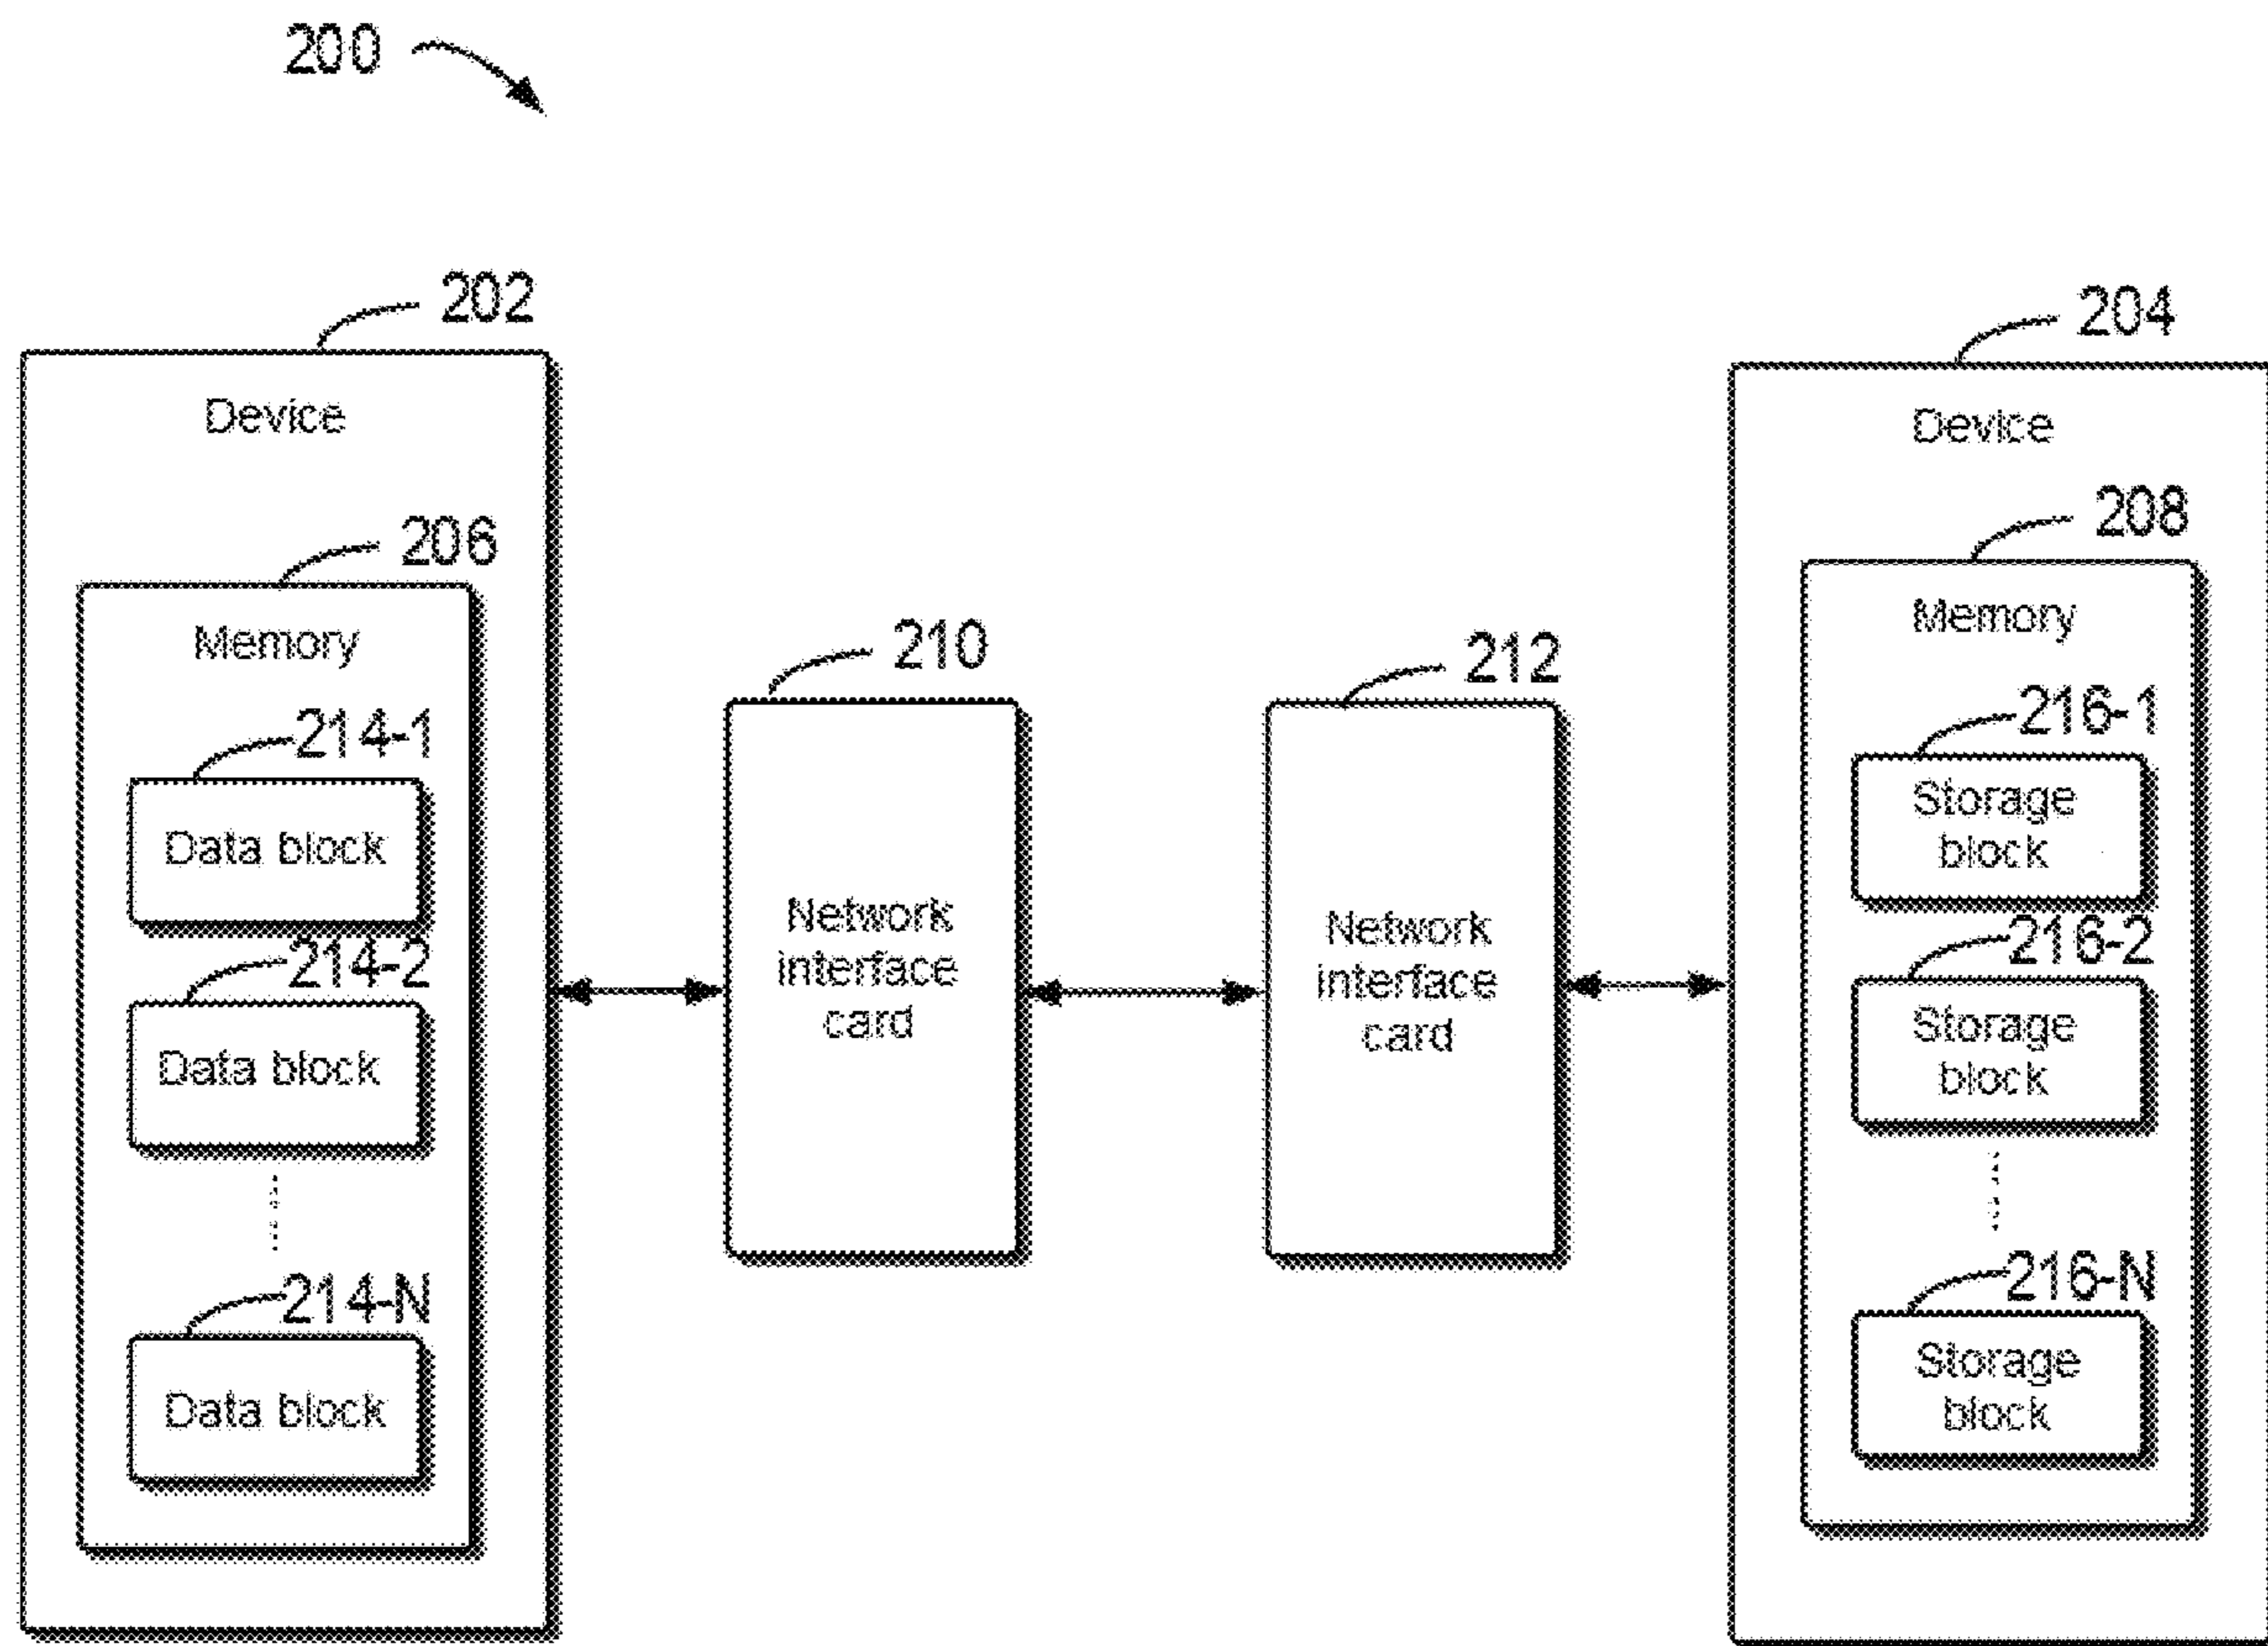 200
202
Device
206
Memory
214-1
Data block
214-2
Data block
214-N
Data block
210
Network
interface
card
212
Network
interface
card
204
Device
208
Memory
216-1
Storage
block
216-2
Storage
block
216-N
Storage
block